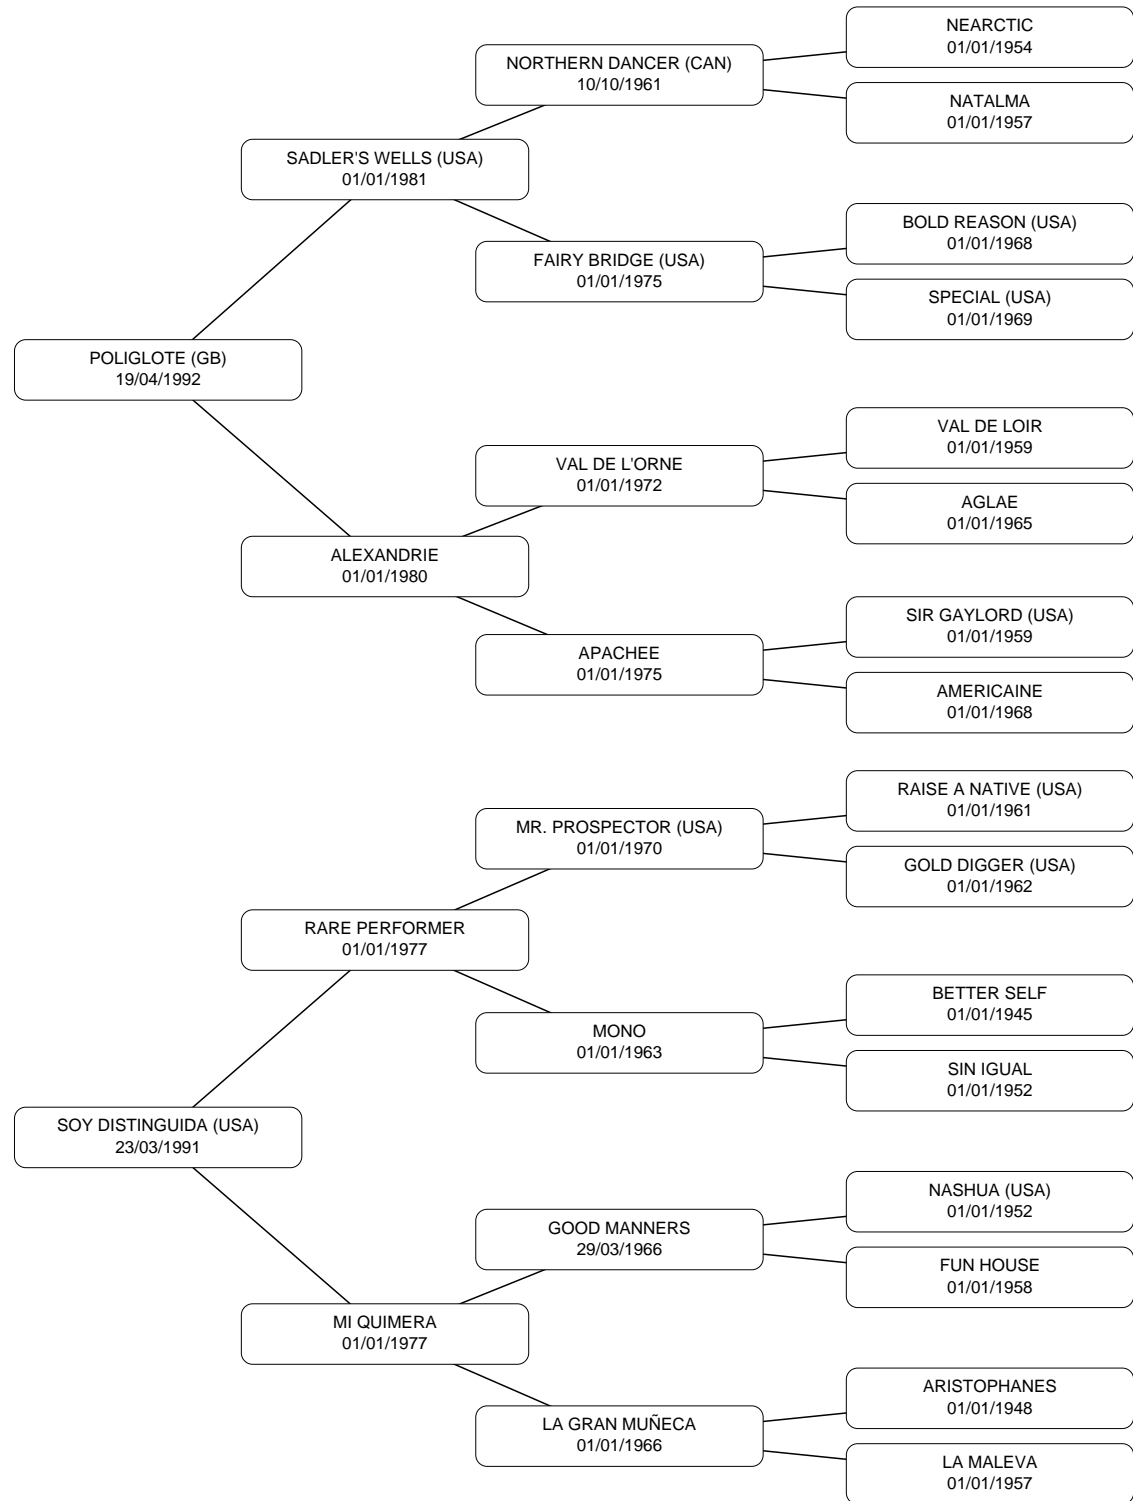 NEARCTIC
01/01/1954
NORTHERN DANCER (CAN)
10/10/1961
NATALMA
01/01/1957
SADLER'S WELLS (USA)
01/01/1981
BOLD REASON (USA)
01/01/1968
FAIRY BRIDGE (USA)
01/01/1975
SPECIAL (USA)
01/01/1969
POLIGLOTE (GB)
19/04/1992
VAL DE LOIR
01/01/1959
VAL DE L'ORNE
01/01/1972
AGLAE
01/01/1965
ALEXANDRIE
01/01/1980
SIR GAYLORD (USA)
01/01/1959
APACHEE
01/01/1975
AMERICAINE
01/01/1968
RAISE A NATIVE (USA)
01/01/1961
MR. PROSPECTOR (USA)
01/01/1970
GOLD DIGGER (USA)
01/01/1962
RARE PERFORMER
01/01/1977
BETTER SELF
01/01/1945
MONO
01/01/1963
SIN IGUAL
01/01/1952
SOY DISTINGUIDA (USA)
23/03/1991
NASHUA (USA)
01/01/1952
GOOD MANNERS
29/03/1966
FUN HOUSE
01/01/1958
MI QUIMERA
01/01/1977
ARISTOPHANES
01/01/1948
LA GRAN MUÑECA
01/01/1966
LA MALEVA
01/01/1957